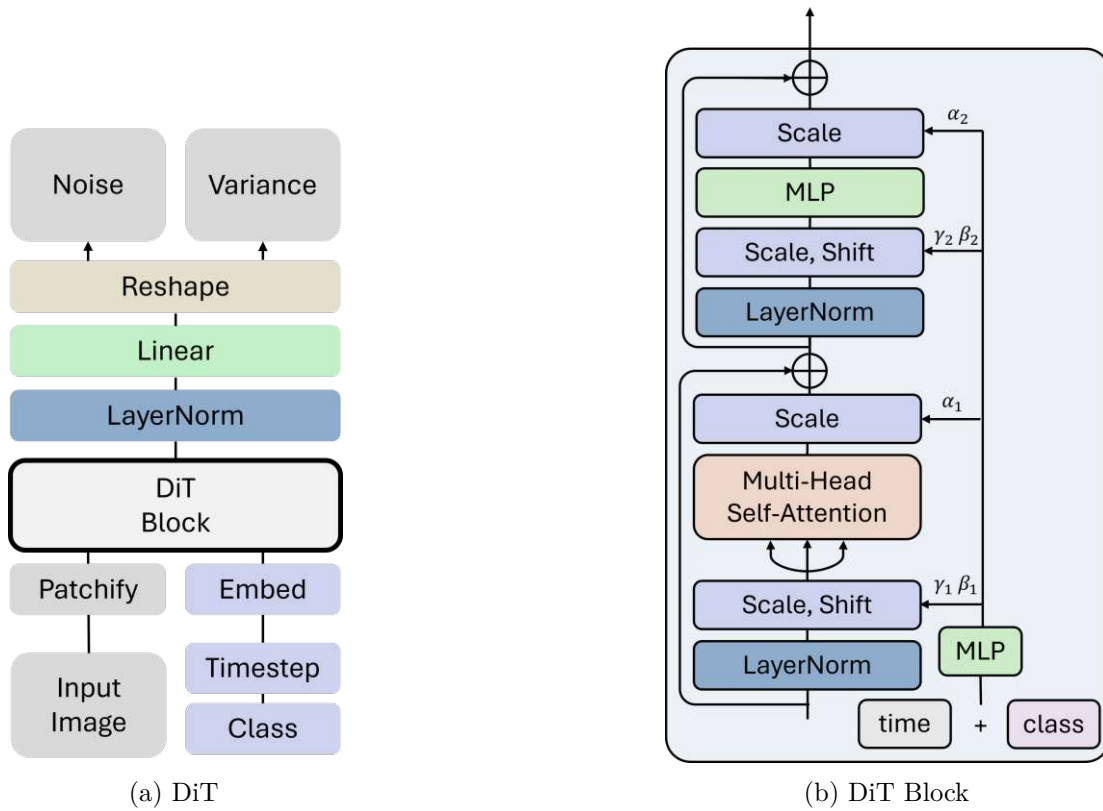 Noise
Variance
Reshape
Linear
LayerNorm
DiT
Block
Patchify
Embed
Input
Image
Timestep
Class
(a) DiT
Scale
α₂
MLP
Scale, Shift
γ₂ β₂
LayerNorm
Scale
α₁
Multi-Head
Self-Attention
Scale, Shift
γ₁ β₁
LayerNorm
MLP
time + class
(b) DiT Block